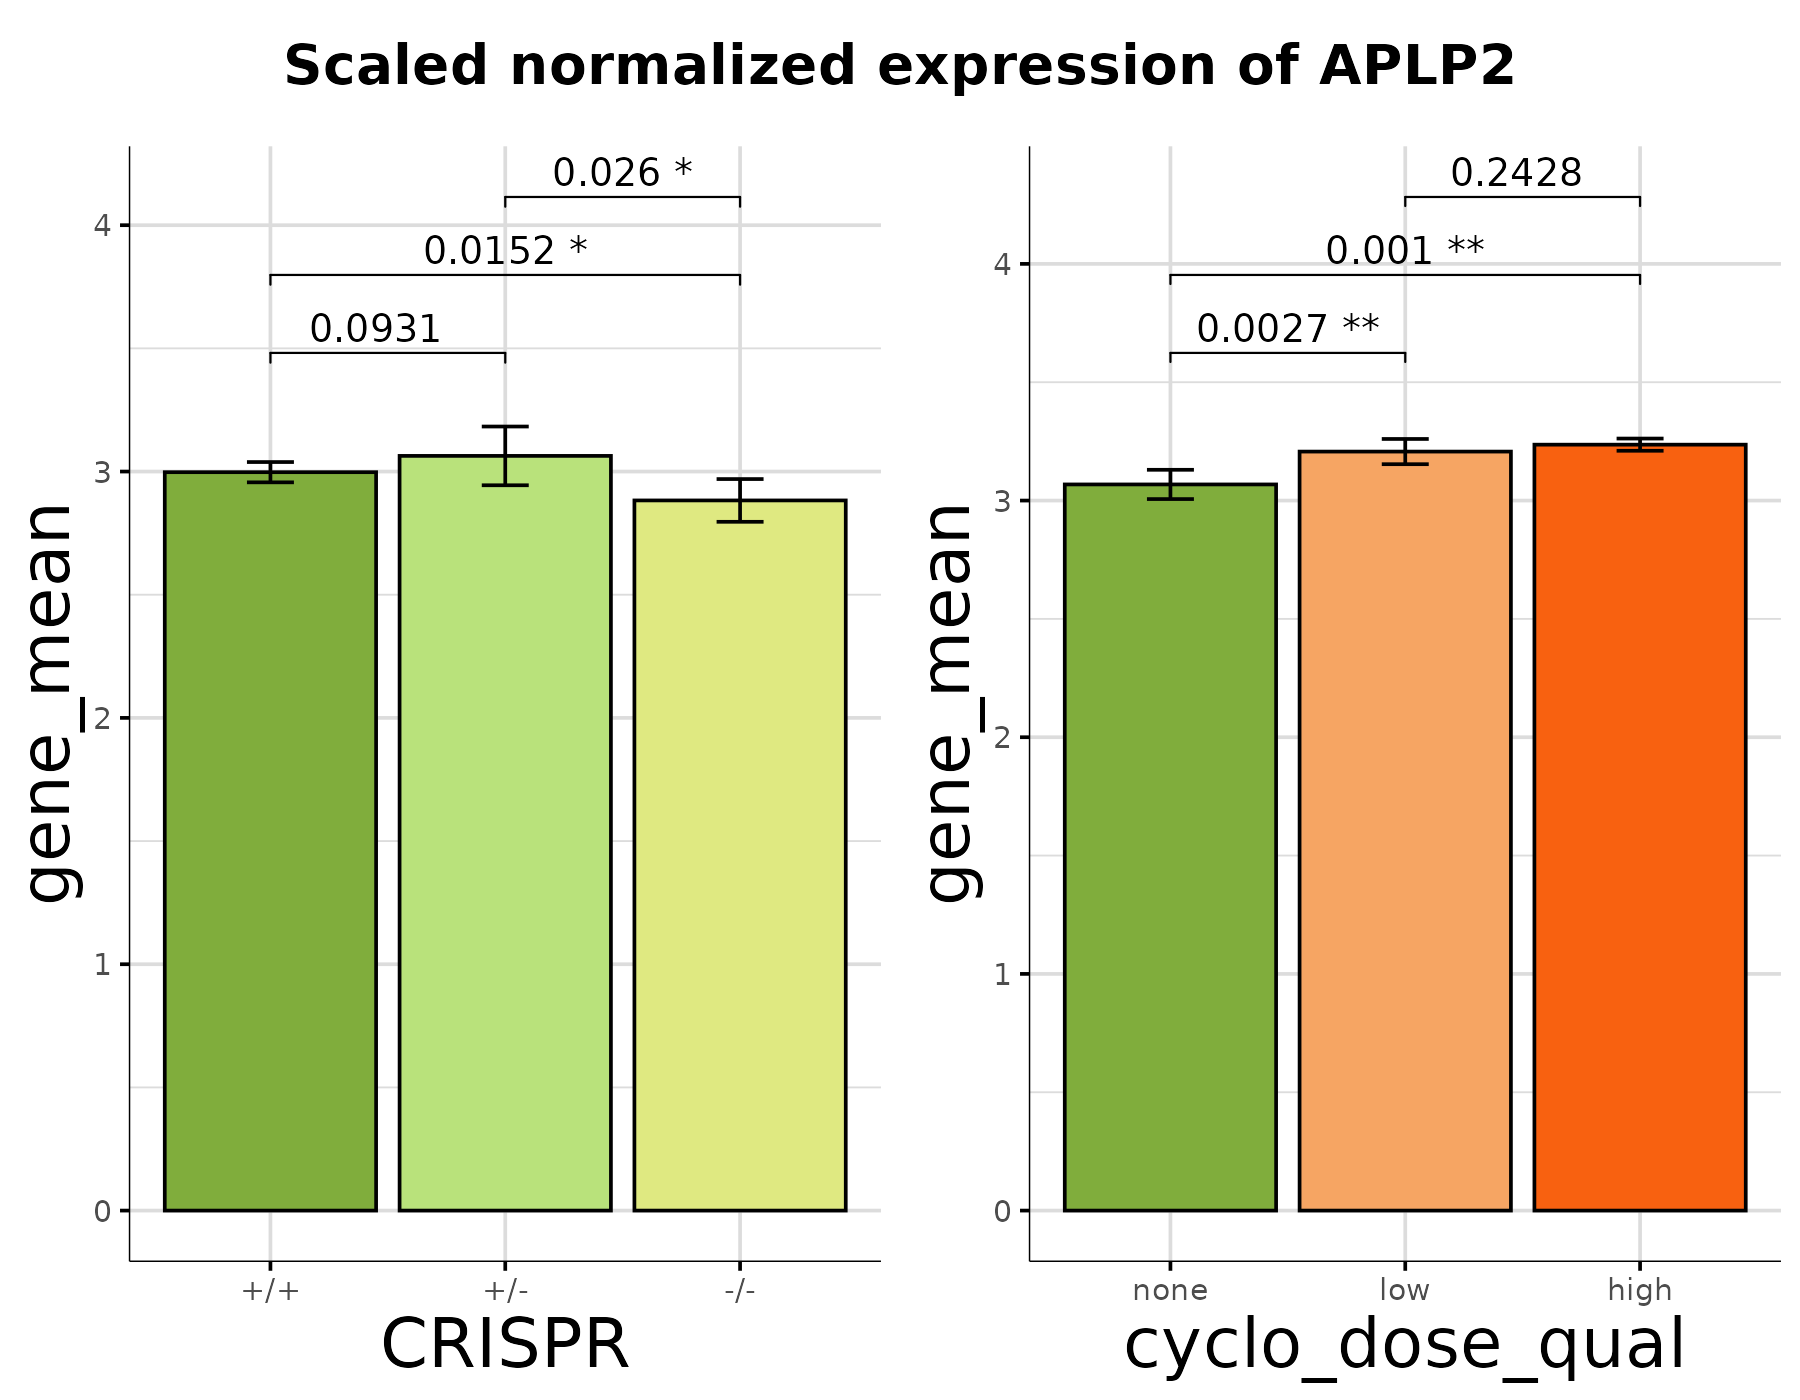 Scaled normalized expression of APLP2
gene_mean
4
3
2
1
0
0.026 *
0.0152 *
0.0931
+/+ +/- -/-
CRISPR
gene_mean
4
3
2
1
0
0.2428
0.001 **
0.0027 **
none low high
cyclo_dose_qual